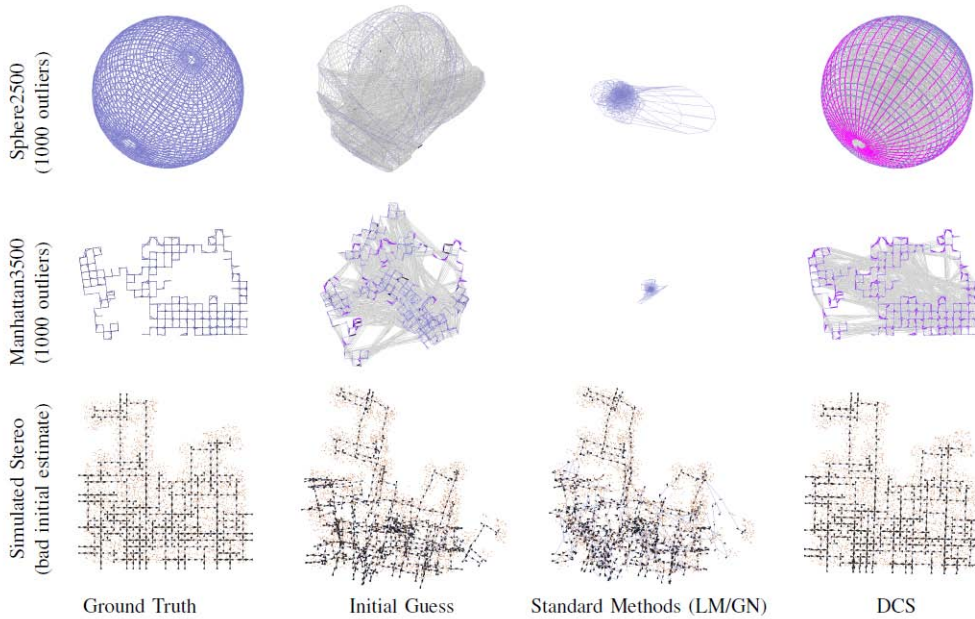 Sphere2500
(1000 outliers)
Manhattan3500
(1000 outliers)
Simulated Stereo
(bad initial estimate)
Ground Truth
Initial Guess
Standard Methods (LM/GN)
DCS